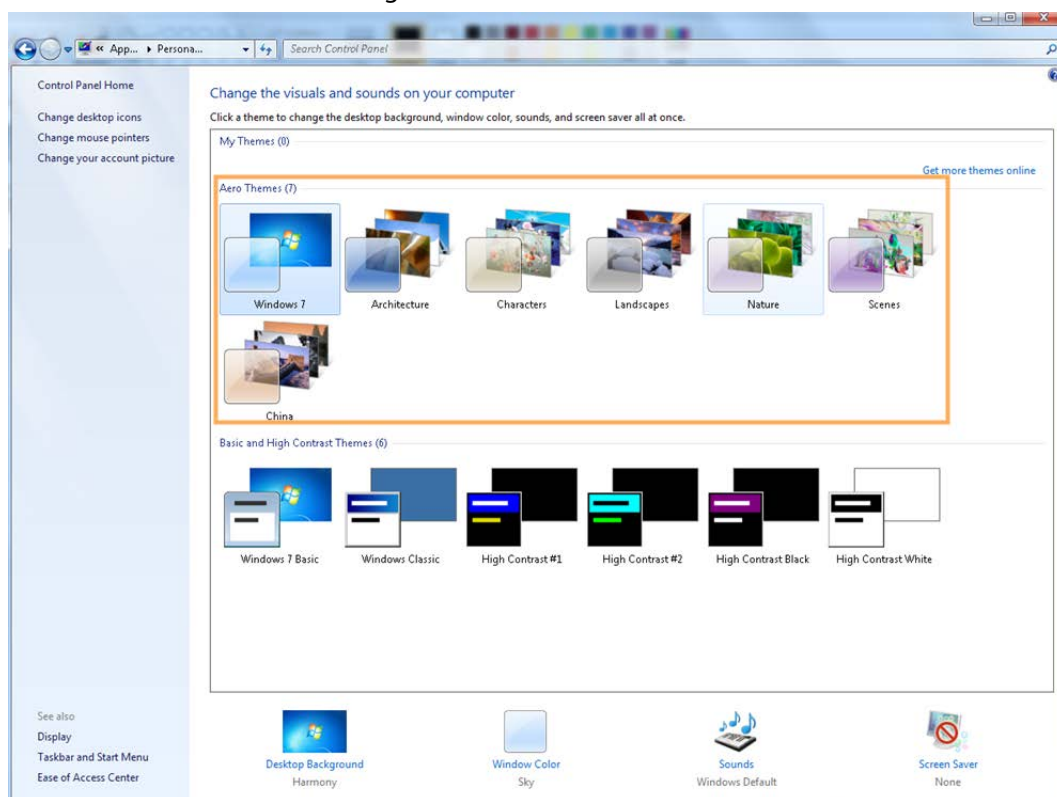 « App... ▸ Persona...
Search Control Panel
Control Panel Home
Change desktop icons
Change mouse pointers
Change your account picture
Change the visuals and sounds on your computer
Click a theme to change the desktop background, window color, sounds, and screen saver all at once.
My Themes (0)
Get more themes online
Aero Themes (7)
Windows 7 Architecture Characters Landscapes Nature Scenes
China
Basic and High Contrast Themes (6)
Windows 7 Basic Windows Classic High Contrast #1 High Contrast #2 High Contrast Black High Contrast White
See also
Display
Taskbar and Start Menu
Ease of Access Center
Desktop Background Window Color Sounds Screen Saver
Harmony Sky Windows Default None